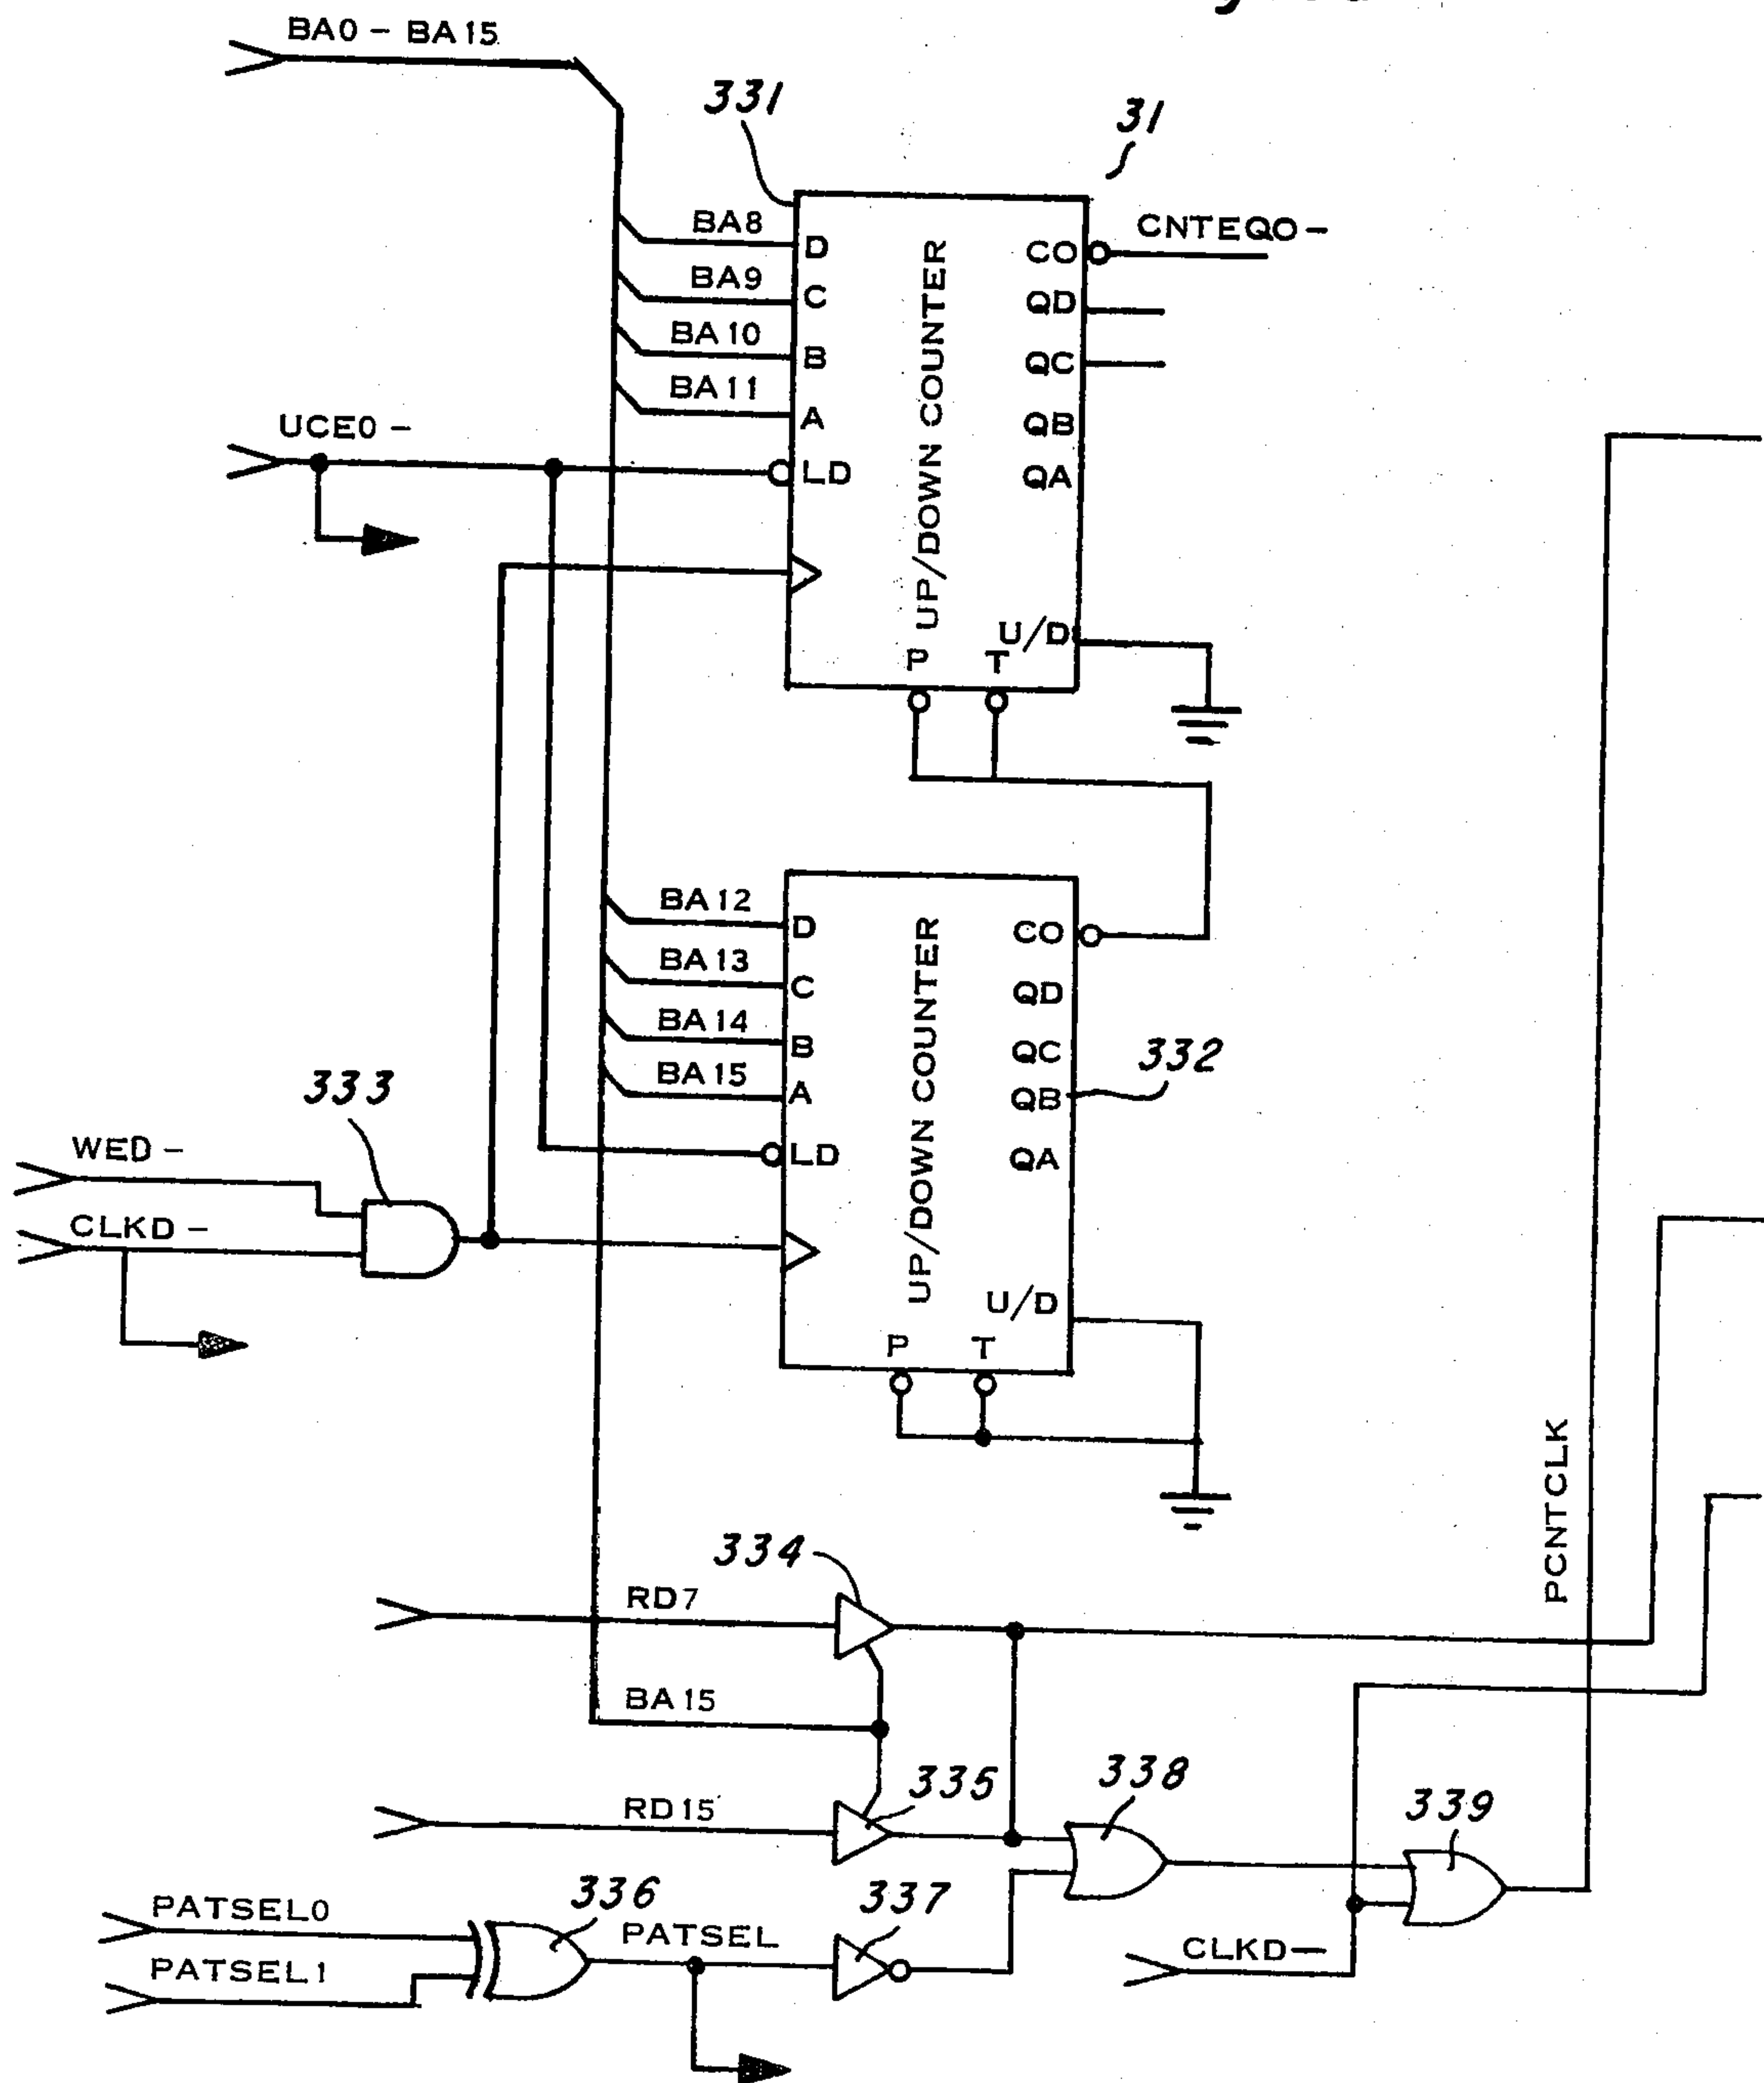 BA0 - BA15
331
31
BA8
D
BA9
C
BA10
B
BA11
A
UCE0 -
LD
UP/DOWN COUNTER
CO
CNTEQ0 -
QD
QC
QB
QA
U/D
P
T
BA12
D
BA13
C
BA14
B
BA15
A
LD
UP/DOWN COUNTER
CO
QD
QC
332
QB
QA
U/D
P
T
333
WED -
CLKD -
PCNTCLK
334
RD7
BA15
335
RD15
338
339
336
337
PATSEL0
PATSEL
PATSEL1
CLKD—